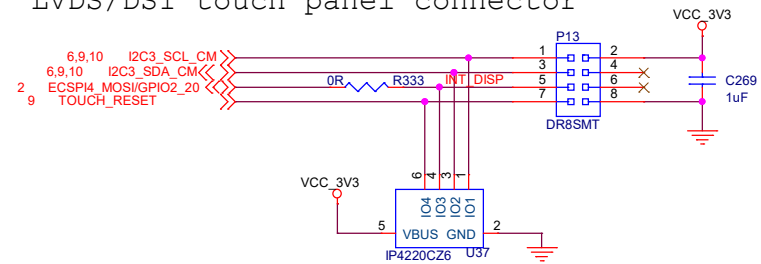 LVDS/DSI touch panel connector
VCC_3V3
P13
6,9,10 I2C3_SCL_CM
1 2
6,9,10 I2C3_SDA_CM
3 4
2 ECSPI4_MOSI/GPIO2_20
0R R333 INT_DISP
5 6
9 TOUCH_RESET
7 8
C269
1uF
DR8SMT
VCC_3V3
6 4 3 1
IO4 IO3 IO2 IO1
5 VBUS GND 2
IP4220CZ6 U37